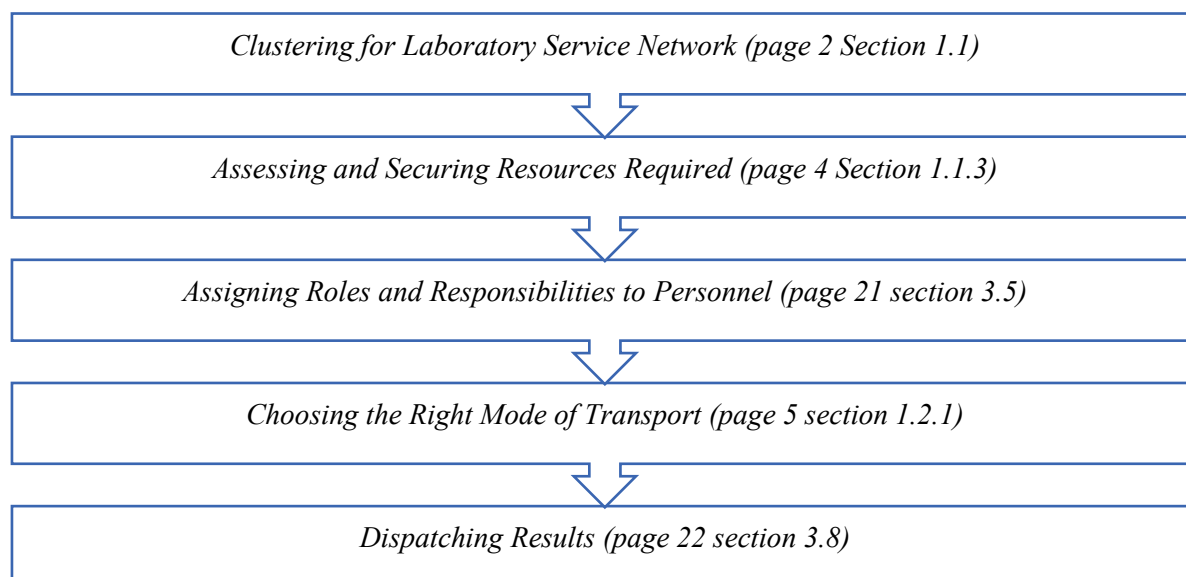 Clustering for Laboratory Service Network (page 2 Section 1.1)
Assessing and Securing Resources Required (page 4 Section 1.1.3)
Assigning Roles and Responsibilities to Personnel (page 21 section 3.5)
Choosing the Right Mode of Transport (page 5 section 1.2.1)
Dispatching Results (page 22 section 3.8)